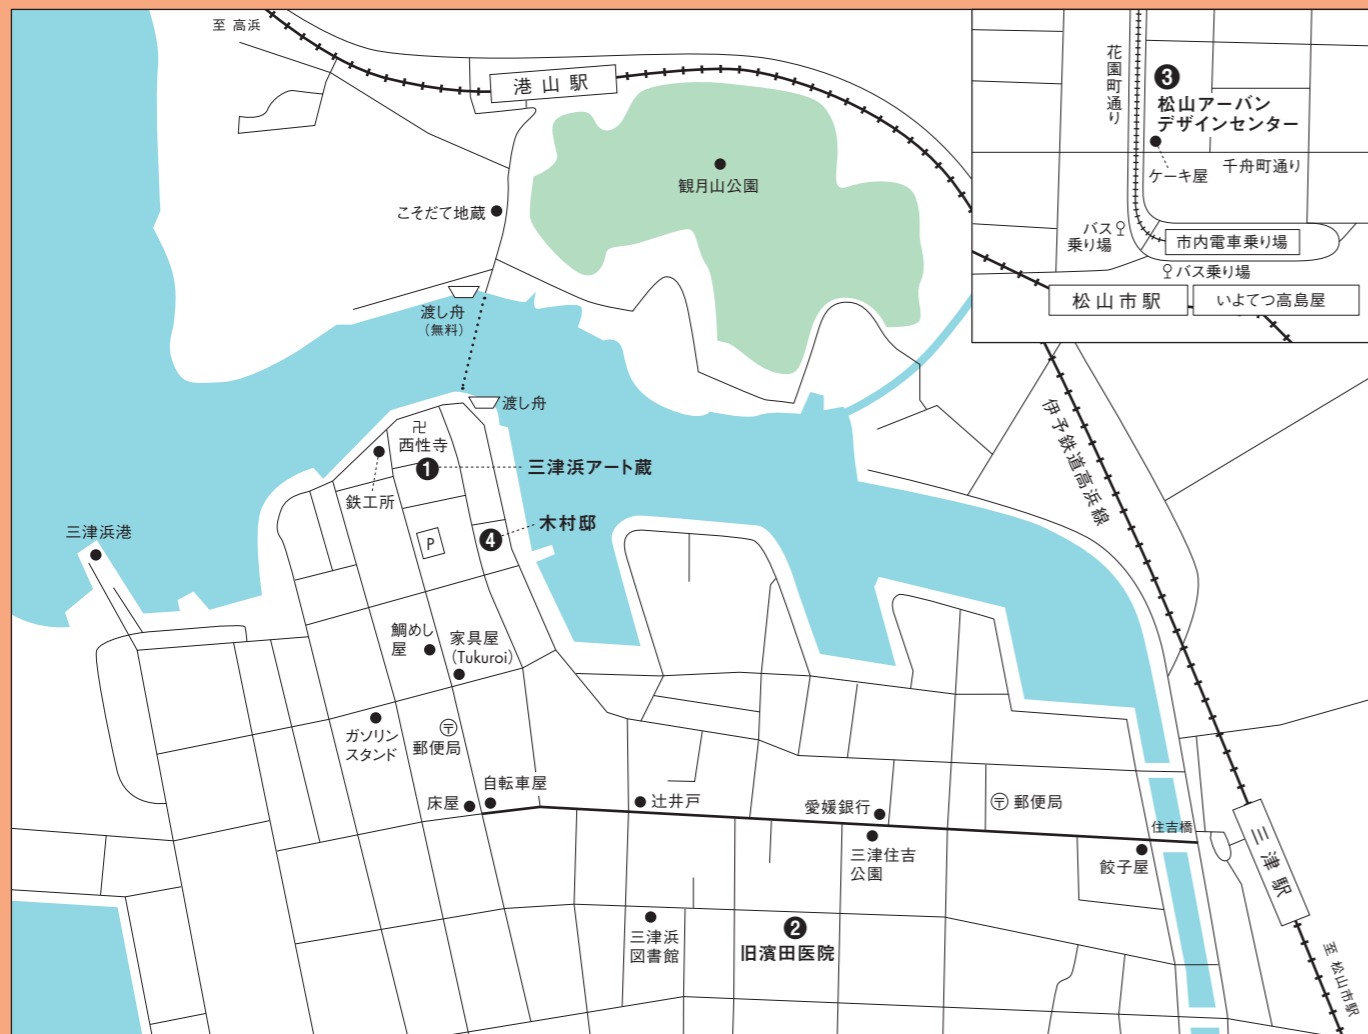 至 高浜
港山駅
花園町通り
❸
松山アーバン
デザインセンター
ケーキ屋
千舟町通り
バス
乗り場
市内電車乗り場
バス乗り場
松山市駅
いよてつ高島屋
観月山公園
こそだて地蔵
渡し舟
(無料)
渡し舟
卍
西性寺
❶
三津浜アート蔵
鉄工所
伊予鉄道高浜線
三津浜港
P
❹
木村邸
鯛めし
屋
家具屋
(Tukuroi)
ガソリン
スタンド
〒
郵便局
床屋
自転車屋
辻井戸
愛媛銀行
〒 郵便局
住吉橋
三津住吉
公園
餃子屋
三津駅
三津浜
図書館
❷
旧濱田医院
至 松山市駅